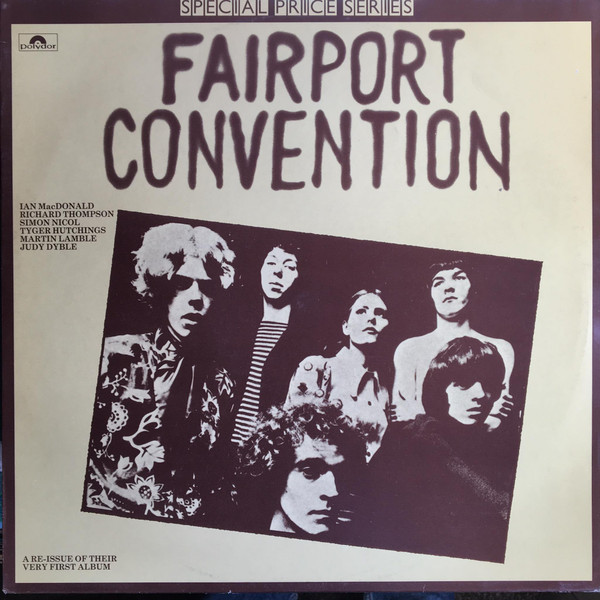 SPECIAL PRICE SERIES
polydor
FAIRPORT
CONVENTION
IAN MacDONALD
RICHARD THOMPSON
SIMON NICOL
TYGER HUTCHINGS
MARTIN LAMBLE
JUDY DYBLE
A RE-ISSUE OF THEIR
VERY FIRST ALBUM